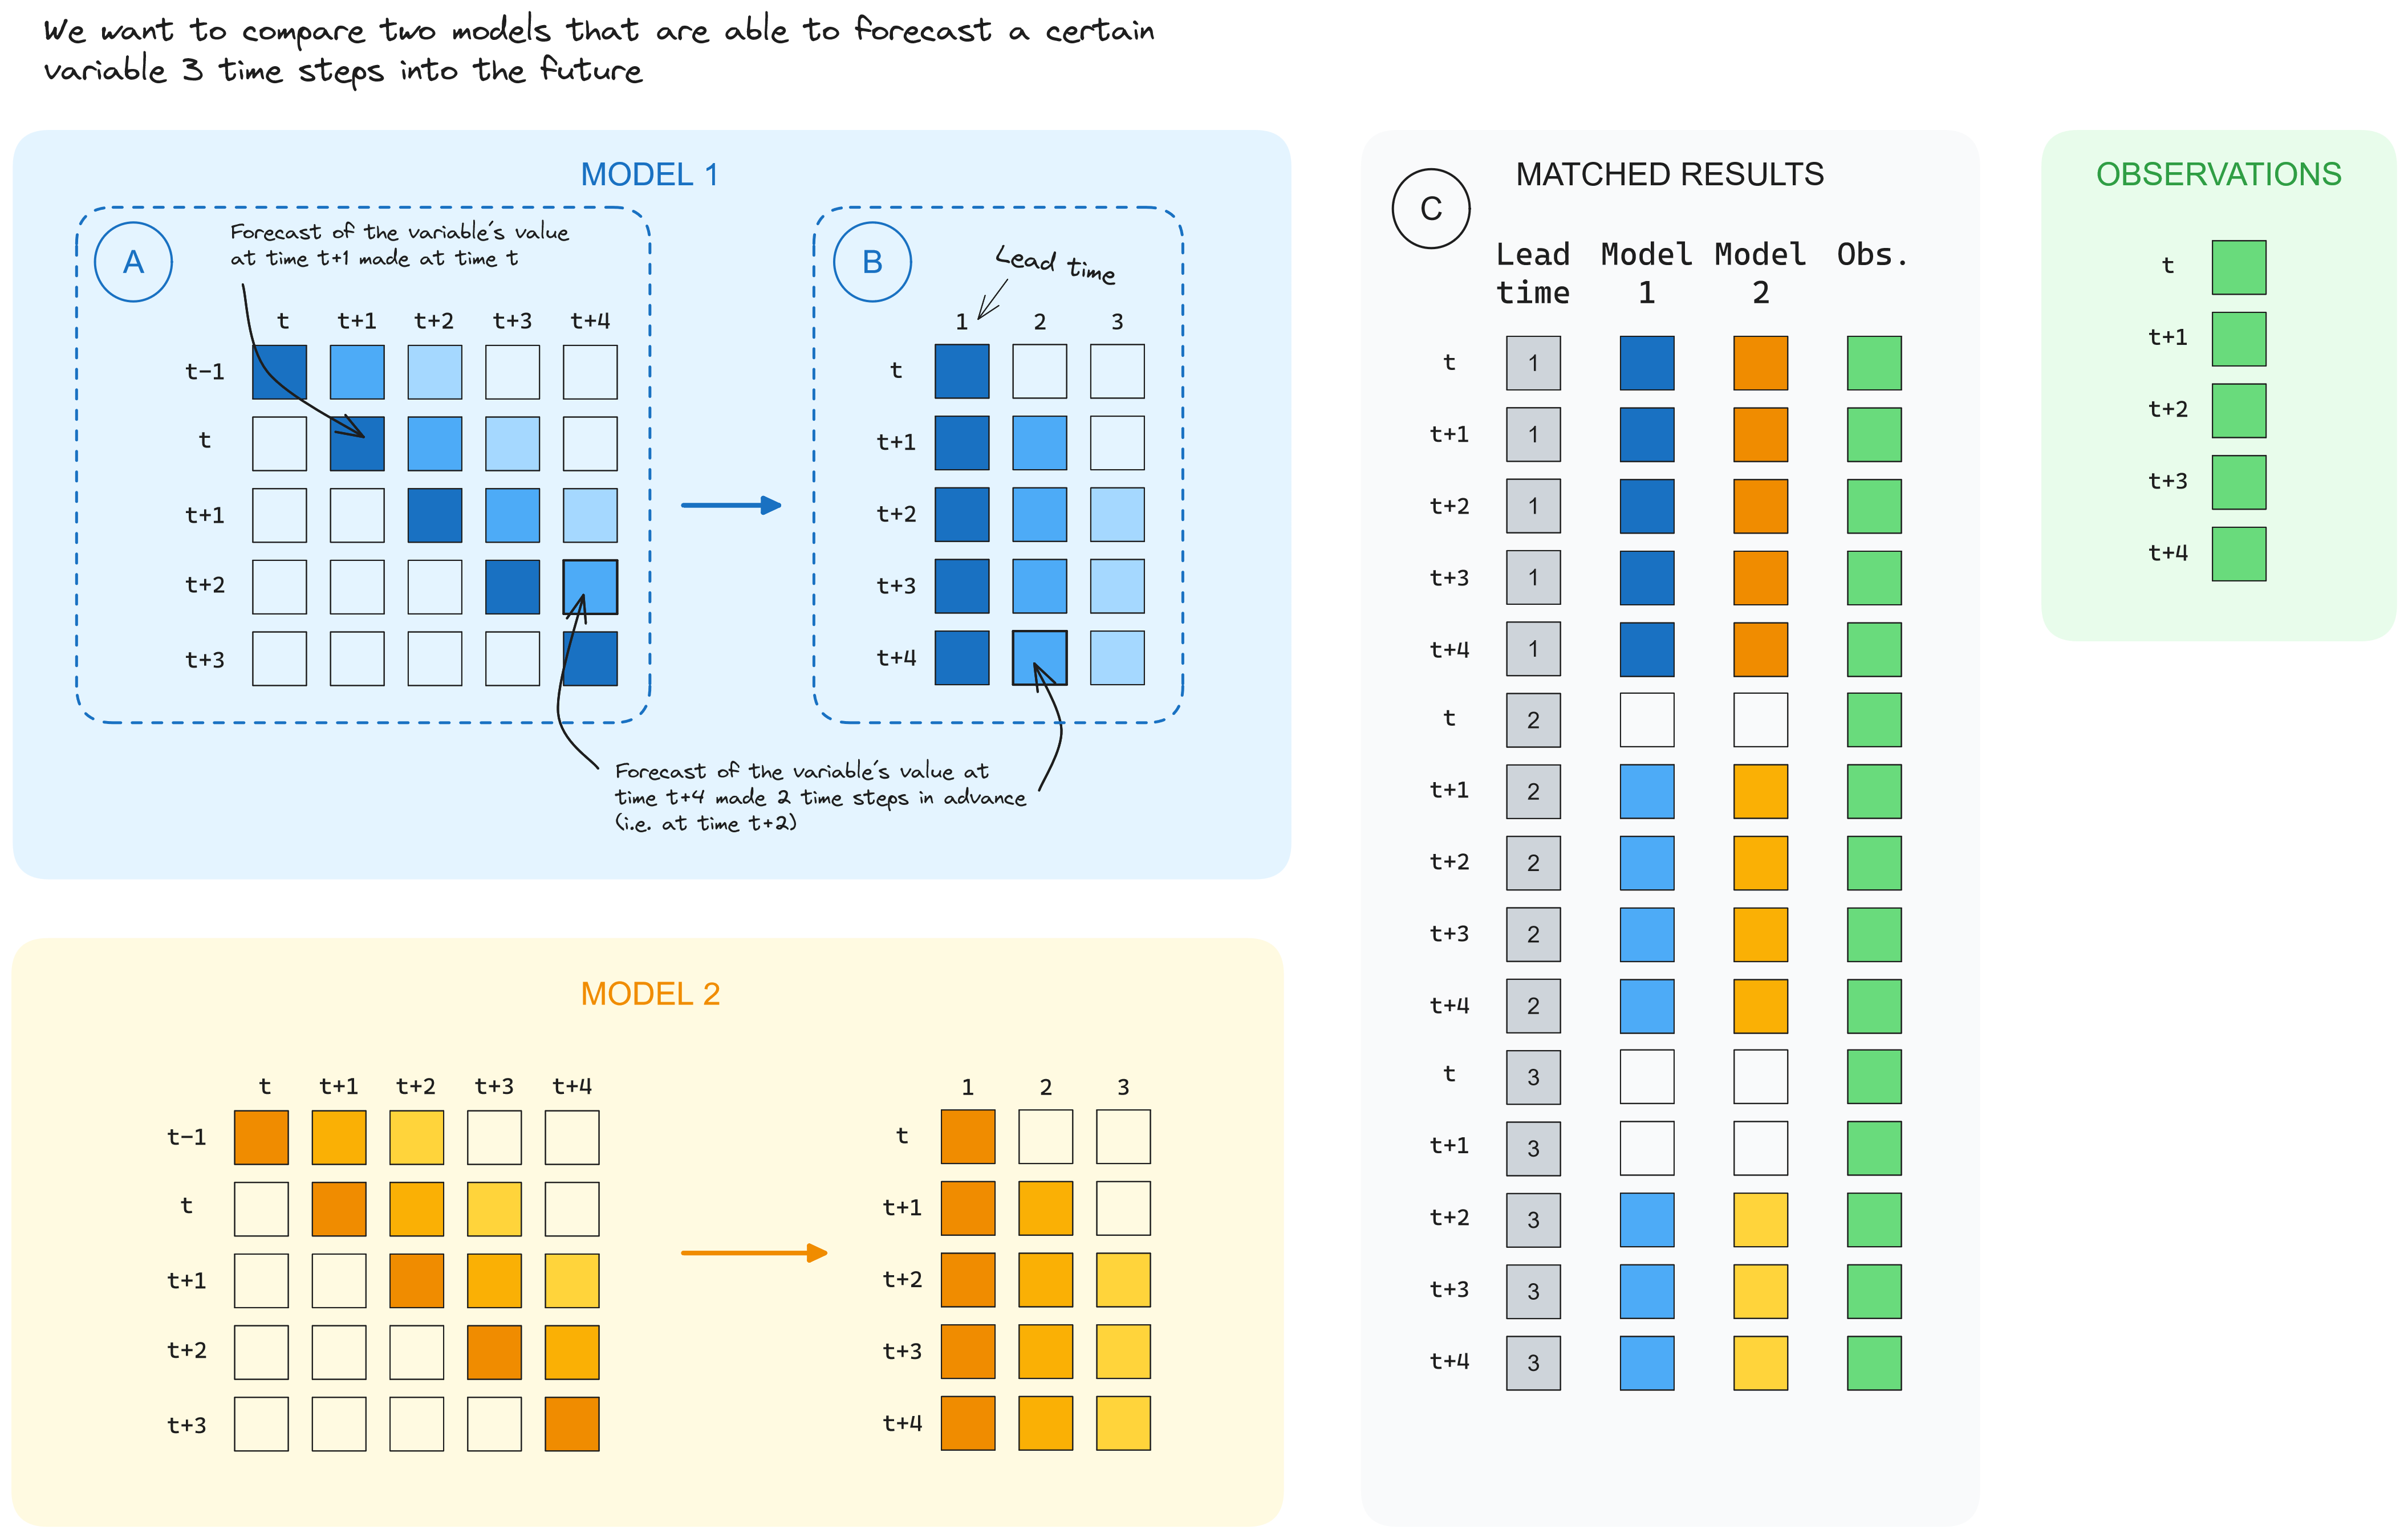 We want to compare two models that are able to forecast a certain
variable 3 time steps into the future
MODEL 1
A
Forecast of the variable's value
at time t+1 made at time t
t t+1 t+2 t+3 t+4
t-1
t
t+1
t+2
t+3
B
Lead time
1 2 3
t
t+1
t+2
t+3
t+4
Forecast of the variable's value at
time t+4 made 2 time steps in advance
(i.e. at time t+2)
MODEL 2
t t+1 t+2 t+3 t+4
t-1
t
t+1
t+2
t+3
1 2 3
t
t+1
t+2
t+3
t+4
C
MATCHED RESULTS
Lead Model Model Obs.
time 1 2
t 1
t+1 1
t+2 1
t+3 1
t+4 1
t 2
t+1 2
t+2 2
t+3 2
t+4 2
t 3
t+1 3
t+2 3
t+3 3
t+4 3
OBSERVATIONS
t
t+1
t+2
t+3
t+4